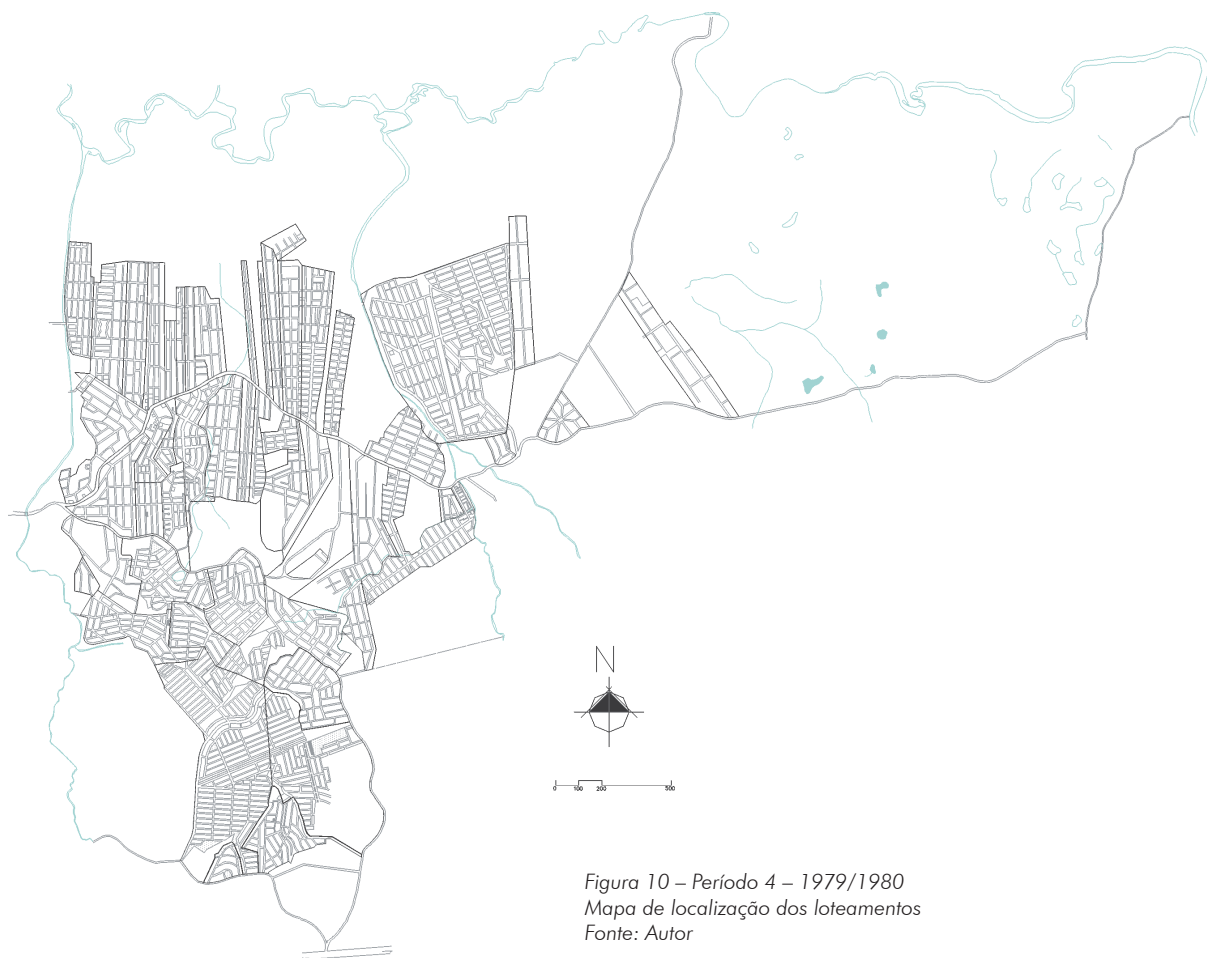 N
0 100 200 500
Figura 10 – Período 4 – 1979/1980
Mapa de localização dos loteamentos
Fonte: Autor